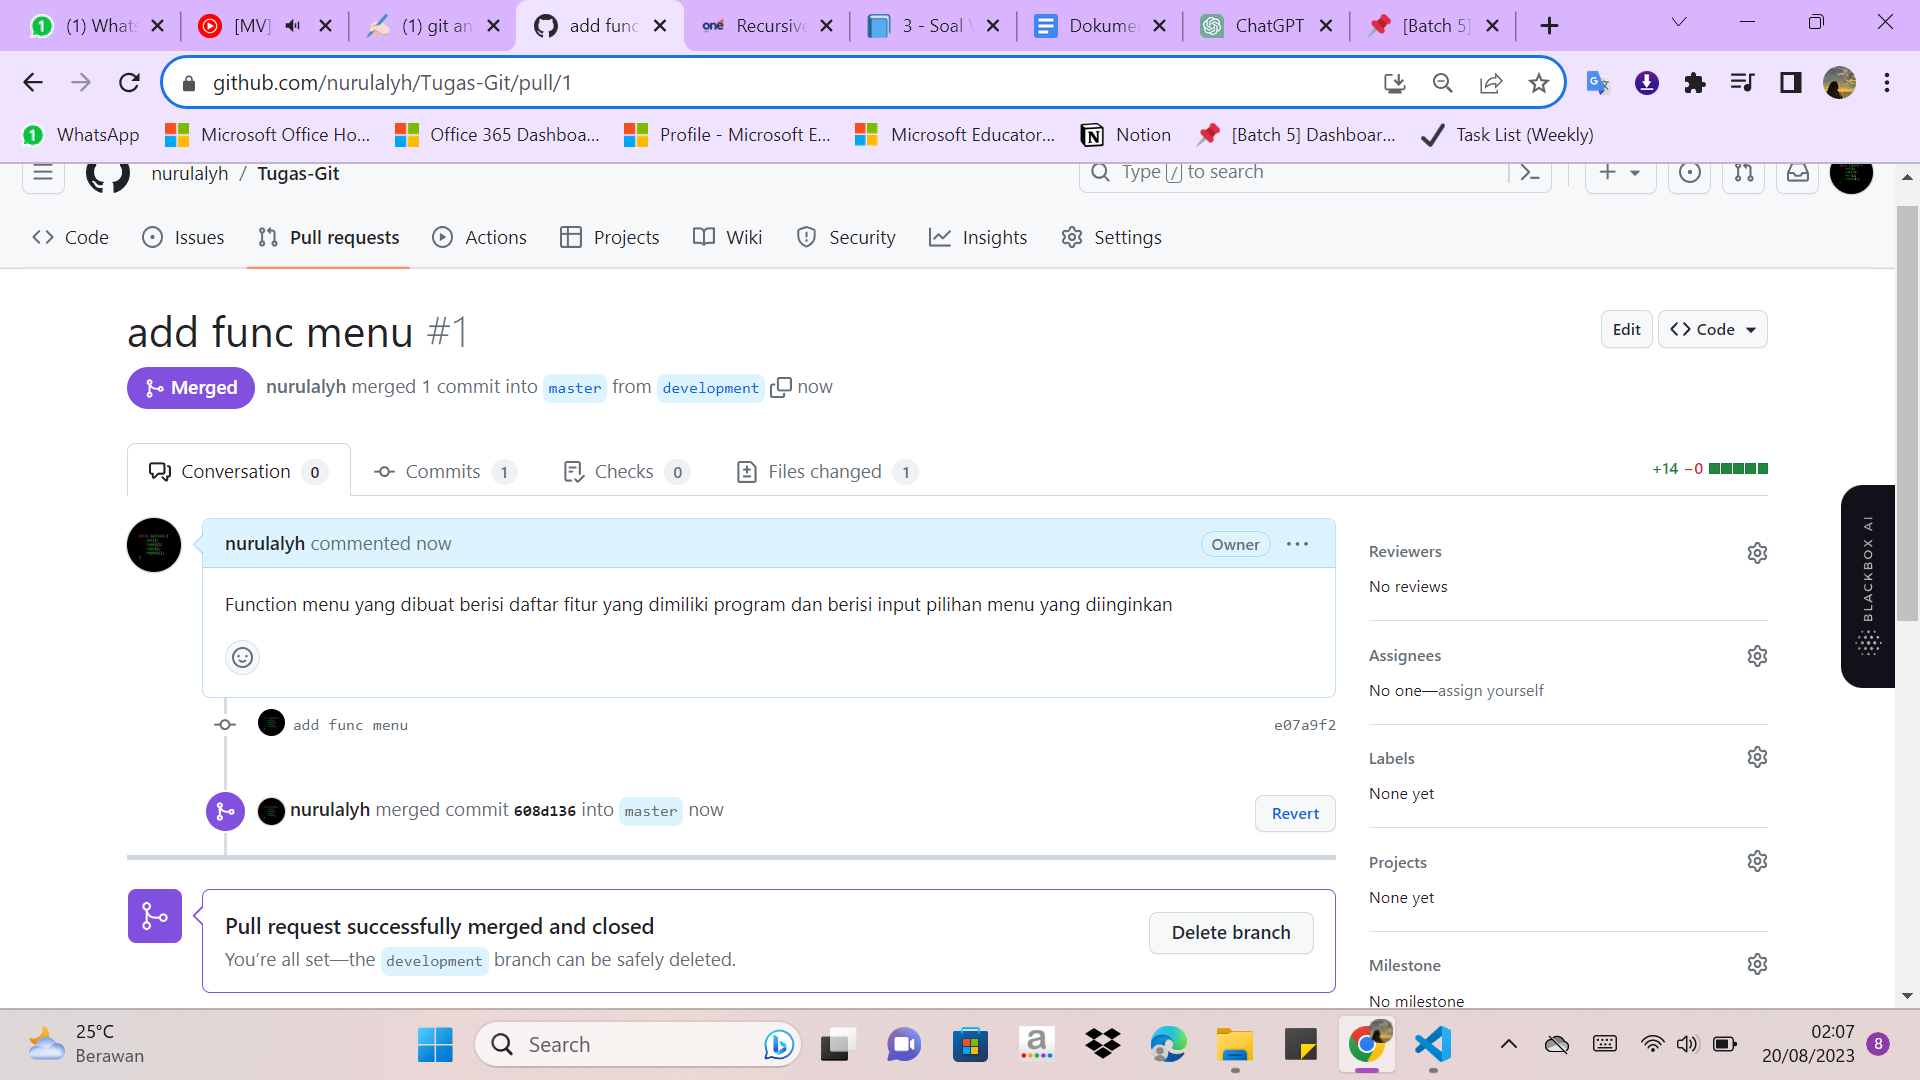 (1) Whats
[MV]
(1) git an
add func
Recursive
3 - Soal
Dokume
ChatGPT
[Batch 5]
github.com/nurulalyh/Tugas-Git/pull/1
WhatsApp
Microsoft Office Ho...
Office 365 Dashboa...
Profile - Microsoft E...
Microsoft Educator...
Notion
[Batch 5] Dashboar...
Task List (Weekly)
nurulalyh / Tugas-Git
Type / to search
Code
Issues
Pull requests
Actions
Projects
Wiki
Security
Insights
Settings
add func menu #1
Edit
Code
Merged
nurulalyh merged 1 commit into master from development now
Conversation 0
Commits 1
Checks 0
Files changed 1
+14 −0
nurulalyh commented now
Owner
Function menu yang dibuat berisi daftar fitur yang dimiliki program dan berisi input pilihan menu yang diinginkan
add func menu
e07a9f2
nurulalyh merged commit 608d136 into master now
Revert
Pull request successfully merged and closed
You're all set—the development branch can be safely deleted.
Delete branch
Reviewers
No reviews
Assignees
No one—assign yourself
Labels
None yet
Projects
None yet
Milestone
No milestone
BLACKBOX AI
25°C
Berawan
Search
02:07
20/08/2023
8